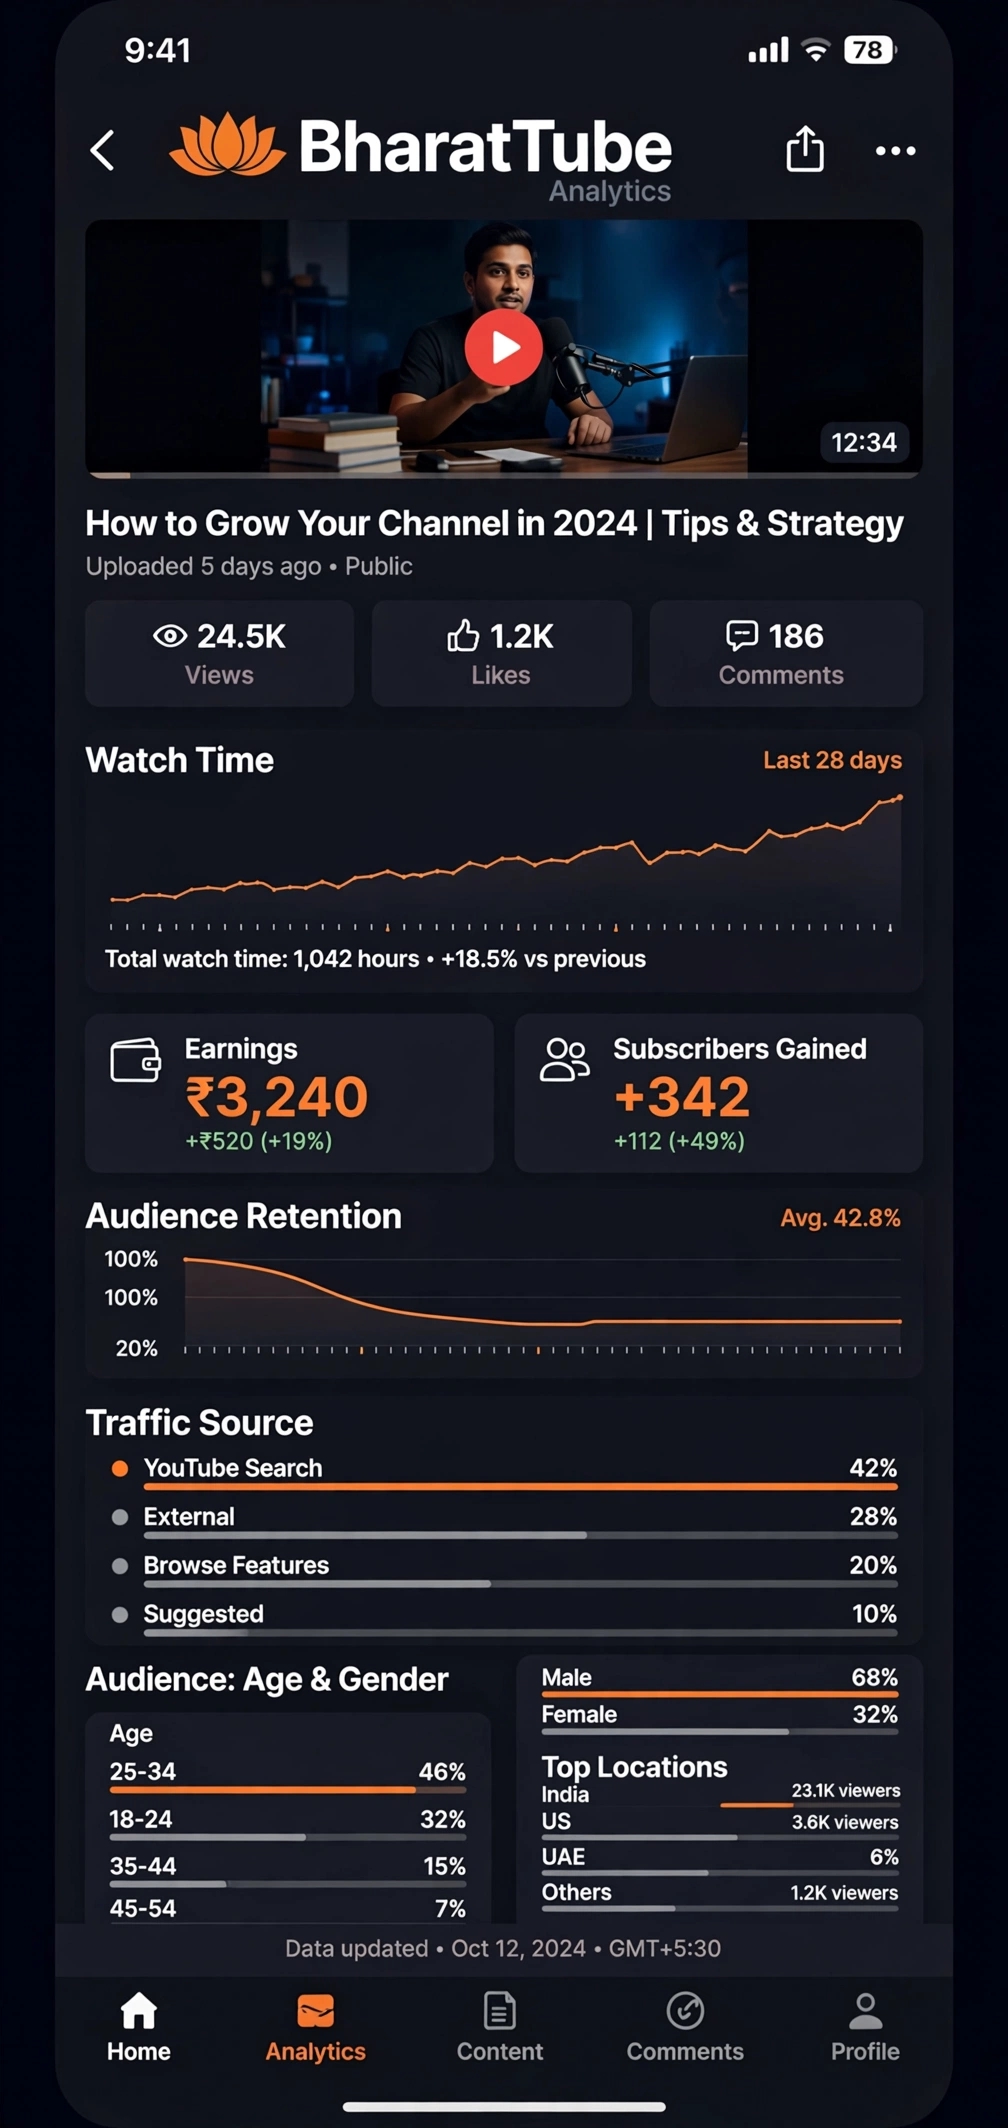 9:41
78
BharatTube
Analytics
12:34
How to Grow Your Channel in 2024 | Tips & Strategy
Uploaded 5 days ago • Public
24.5K
Views
1.2K
Likes
186
Comments
Watch Time
Last 28 days
Total watch time: 1,042 hours • +18.5% vs previous
Earnings
₹3,240
+₹520 (+19%)
Subscribers Gained
+342
+112 (+49%)
Audience Retention
Avg. 42.8%
100%
100%
20%
Traffic Source
YouTube Search 42%
External 28%
Browse Features 20%
Suggested 10%
Audience: Age & Gender
Age
25-34 46%
18-24 32%
35-44 15%
45-54 7%
Male 68%
Female 32%
Top Locations
India 23.1K viewers
US 3.6K viewers
UAE 6%
Others 1.2K viewers
Data updated • Oct 12, 2024 • GMT+5:30
Home
Analytics
Content
Comments
Profile